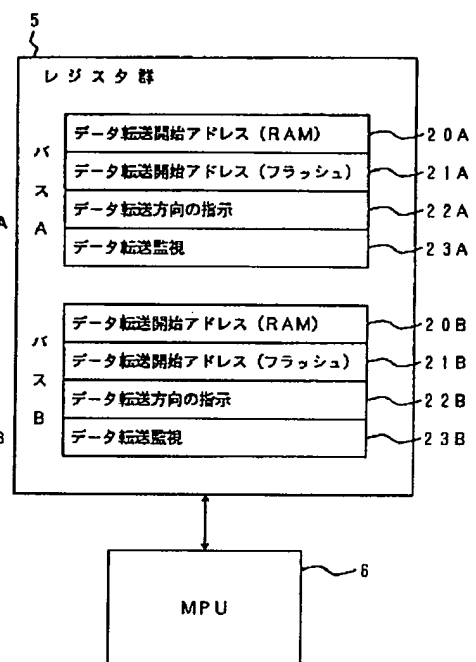 5
レジスタ群
バスA
データ転送開始アドレス（RAM） 20A
データ転送開始アドレス（フラッシュ） 21A
データ転送方向の指示 22A
データ転送監視 23A
A
バスB
データ転送開始アドレス（RAM） 20B
データ転送開始アドレス（フラッシュ） 21B
データ転送方向の指示 22B
データ転送監視 23B
B
MPU 6